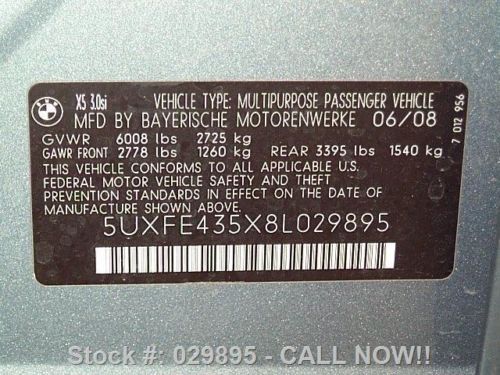 BMW
X5 3.0si
VEHICLE TYPE: MULTIPURPOSE PASSENGER VEHICLE
MFD BY BAYERISCHE MOTORENWERKE 06/08
GVWR 6008 lbs 2725 kg
GAWR FRONT 2778 lbs 1260 kg REAR 3395 lbs 1540 kg
THIS VEHICLE CONFORMS TO ALL APPLICABLE U.S.
FEDERAL MOTOR VEHICLE SAFETY AND THEFT
PREVENTION STANDARDS IN EFFECT ON THE DATE
OF MANUFACTURE SHOWN ABOVE.
5UXFE435X8L029895
7 012 956
Stock #: 029895 - CALL NOW!!